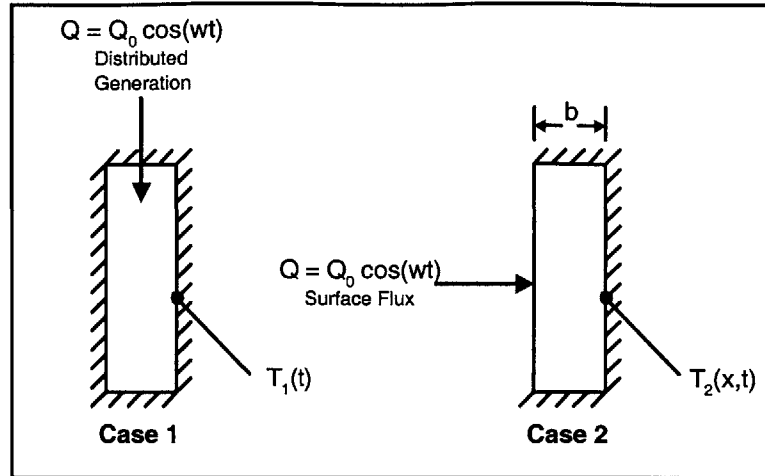 Q = Q0 cos(wt)
Distributed
Generation
b
Q = Q0 cos(wt)
Surface Flux
T1(t)
T2(x,t)
Case 1
Case 2